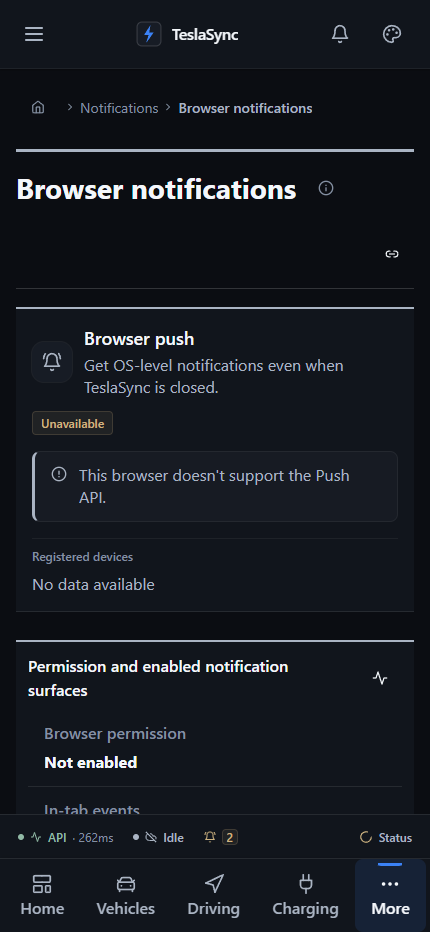 TeslaSync
Notifications
Browser notifications
Browser notifications
Browser push
Get OS-level notifications even when
TeslaSync is closed.
Unavailable
This browser doesn't support the Push
API.
Registered devices
No data available
Permission and enabled notification
surfaces
Browser permission
Not enabled
In-tab events
API · 262ms
Idle
2
Status
Home
Vehicles
Driving
Charging
More